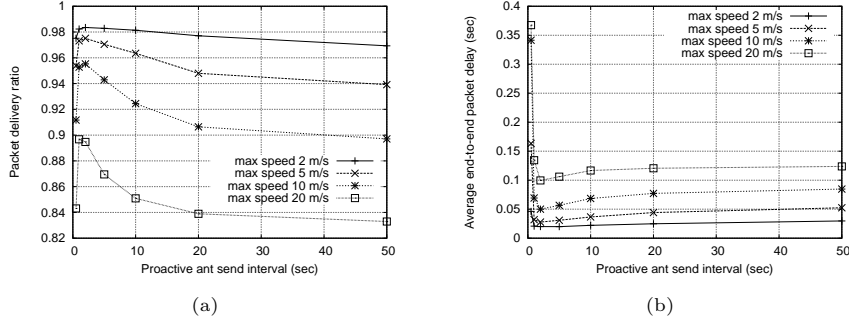 1
0.98
0.96
0.94
0.92
0.9
0.88
0.86
0.84
0.82
0 10 20 30 40 50
Packet delivery ratio
Proactive ant send interval (sec)
max speed 2 m/s
max speed 5 m/s
max speed 10 m/s
max speed 20 m/s
(a)
0.4
0.35
0.3
0.25
0.2
0.15
0.1
0.05
0
0 10 20 30 40 50
Average end-to-end packet delay (sec)
Proactive ant send interval (sec)
max speed 2 m/s
max speed 5 m/s
max speed 10 m/s
max speed 20 m/s
(b)